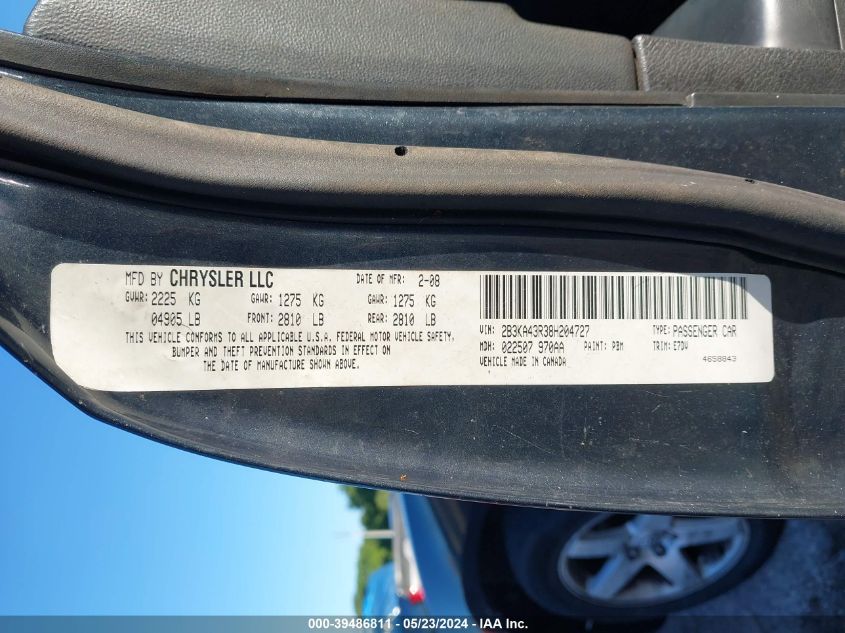 MFD BY CHRYSLER LLC DATE OF MFR: 2-08
GVWR: 2225 KG GAWR: 1275 KG GAWR: 1275 KG
04905 LB FRONT: 2810 LB REAR: 2810 LB
THIS VEHICLE CONFORMS TO ALL APPLICABLE U.S.A. FEDERAL MOTOR VEHICLE SAFETY,
BUMPER AND THEFT PREVENTION STANDARDS IN EFFECT ON
THE DATE OF MANUFACTURE SHOWN ABOVE.
VIN: 2B3KA43R38H204727 TYPE: PASSENGER CAR
MDH: 022507 970AA PAINT: PBM TRIM: E7DV
VEHICLE MADE IN CANADA 4658843
000-39486811 - 05/23/2024 - IAA Inc.